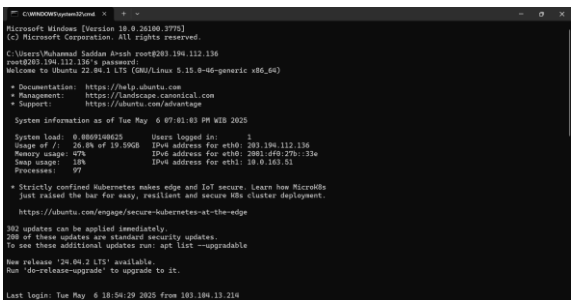 C:\WINDOWS\system32\cmd.
Microsoft Windows [Version 10.0.26100.3775]
(c) Microsoft Corporation. All rights reserved.
C:\Users\Muhammad Saddam A>ssh root@203.194.112.136
root@203.194.112.136's password:
Welcome to Ubuntu 22.04.1 LTS (GNU/Linux 5.15.0-46-generic x86_64)
* Documentation: https://help.ubuntu.com
* Management: https://landscape.canonical.com
* Support: https://ubuntu.com/advantage
System information as of Tue May 6 07:01:03 PM WIB 2025
System load: 0.0869140625 Users logged in: 1
Usage of /: 26.8% of 19.59GB IPv4 address for eth0: 203.194.112.136
Memory usage: 47% IPv6 address for eth0: 2001:df0:27b::33e
Swap usage: 18% IPv4 address for eth1: 10.0.163.51
Processes: 97
* Strictly confined Kubernetes makes edge and IoT secure. Learn how MicroK8s
just raised the bar for easy, resilient and secure K8s cluster deployment.
https://ubuntu.com/engage/secure-kubernetes-at-the-edge
302 updates can be applied immediately.
200 of these updates are standard security updates.
To see these additional updates run: apt list --upgradable
New release '24.04.2 LTS' available.
Run 'do-release-upgrade' to upgrade to it.
Last login: Tue May 6 18:54:29 2025 from 103.104.13.214